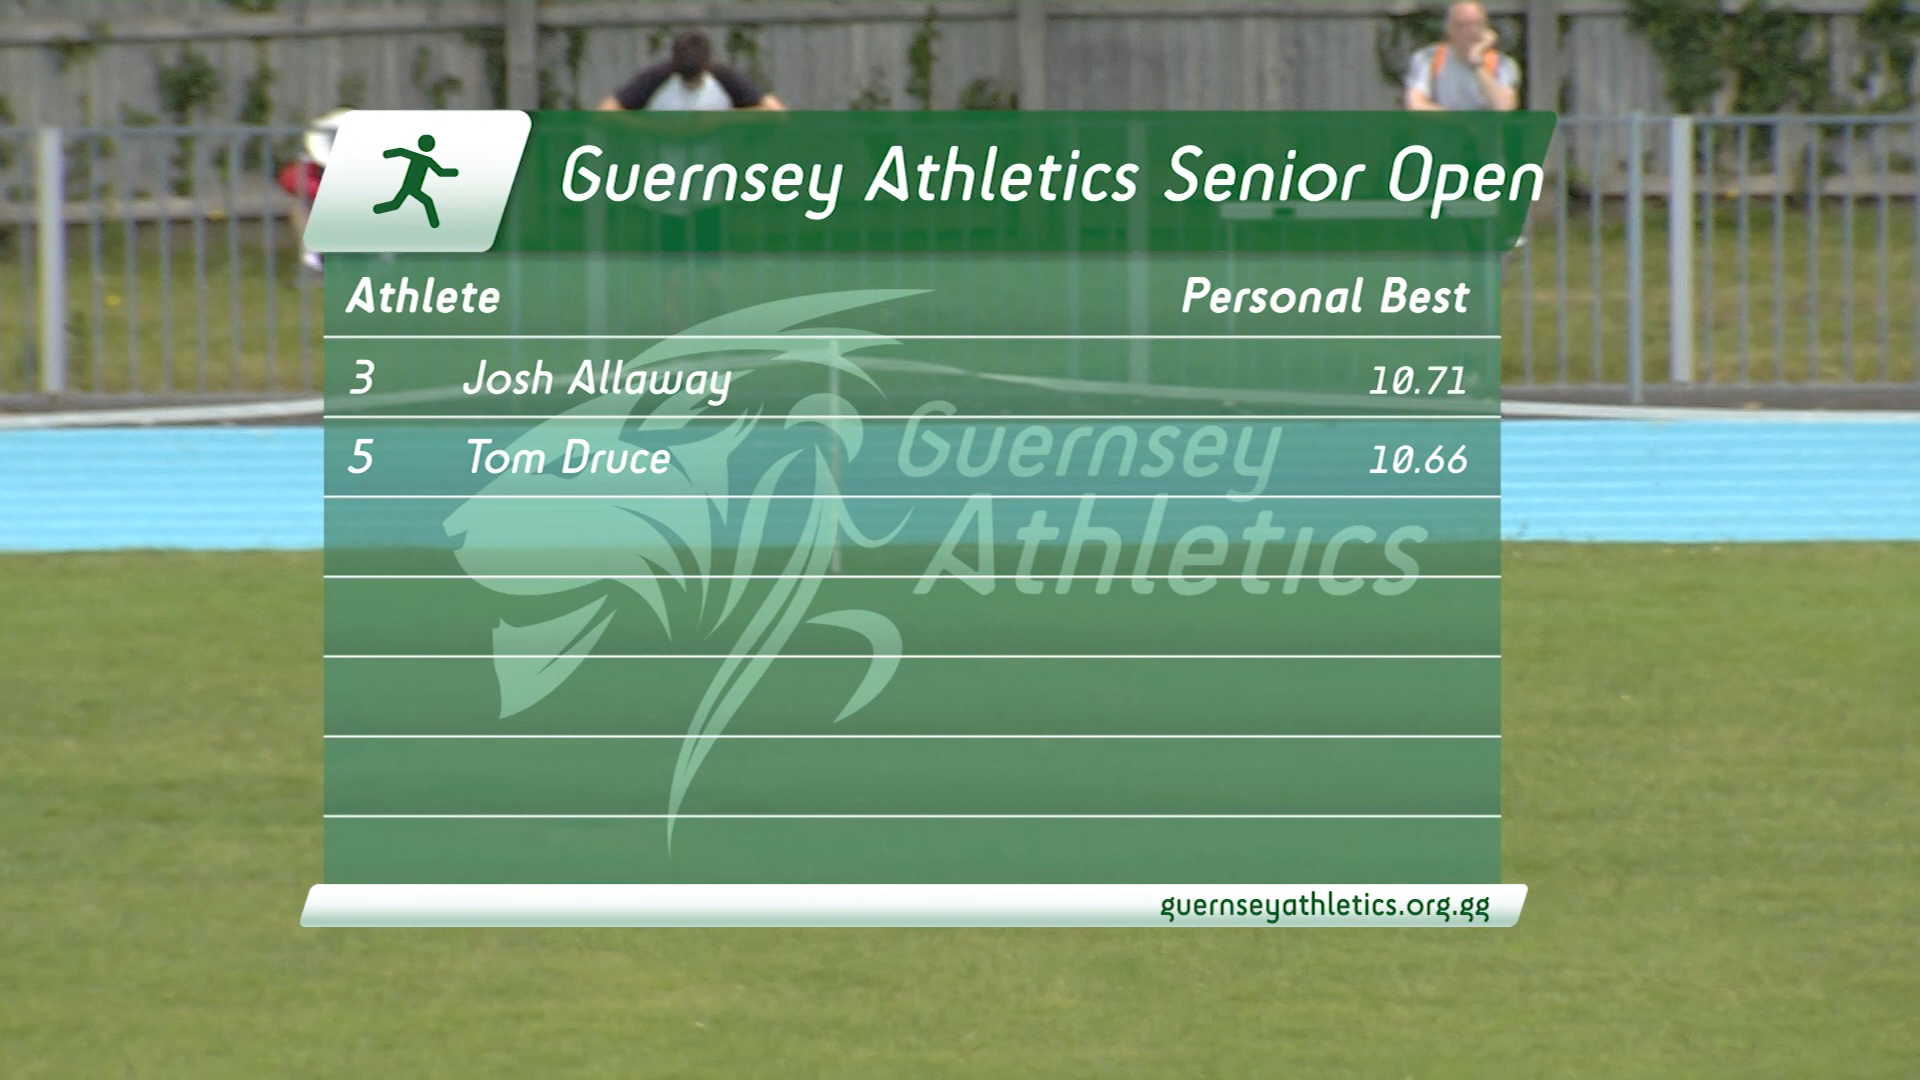 Guernsey Athletics Senior Open
Athlete Personal Best
3 Josh Allaway 10.71
5 Tom Druce 10.66
Guernsey
Athletics
guernseyathletics.org.gg